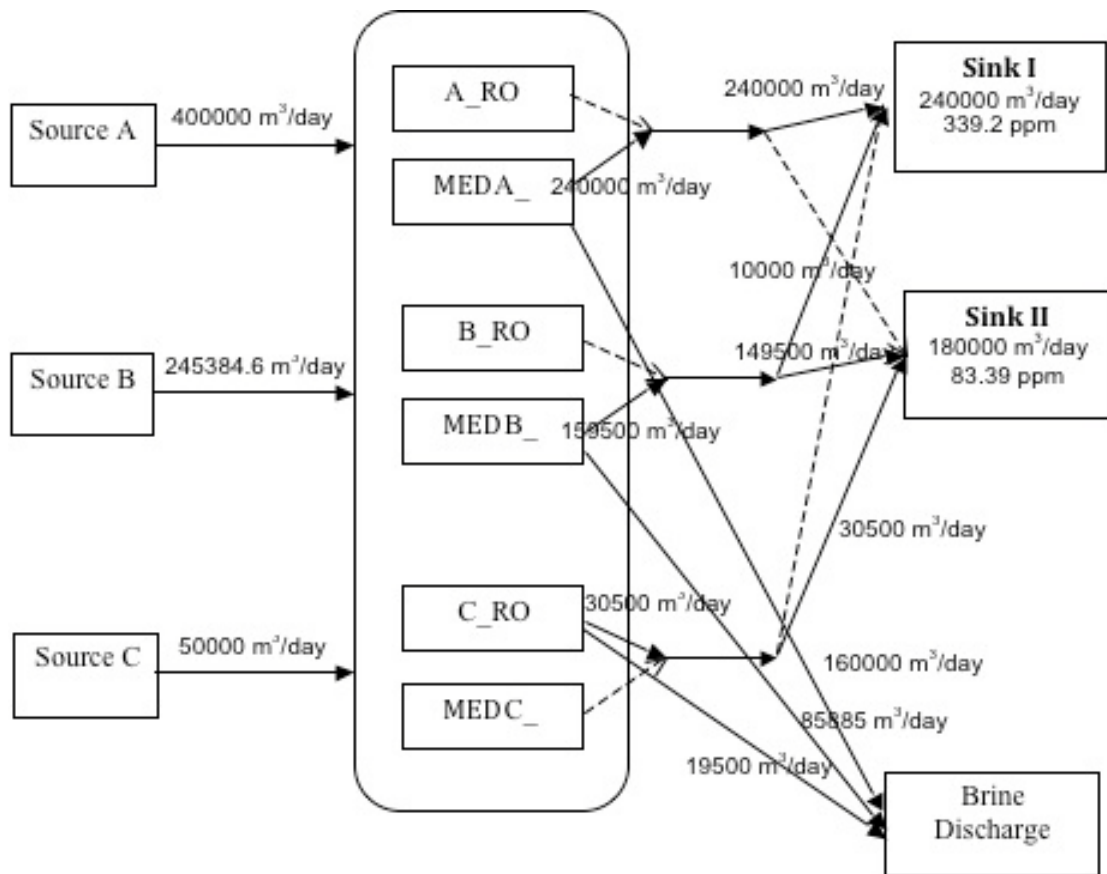 Source A
400000 m³/day
A_RO
MEDA_
240000 m³/day
240000 m³/day
Sink I
240000 m³/day
339.2 ppm
Source B
245384.6 m³/day
B_RO
MEDB_
159500 m³/day
10000 m³/day
149500 m³/day
Sink II
180000 m³/day
83.39 ppm
Source C
50000 m³/day
C_RO
MEDC_
30500 m³/day
30500 m³/day
160000 m³/day
85885 m³/day
19500 m³/day
Brine
Discharge